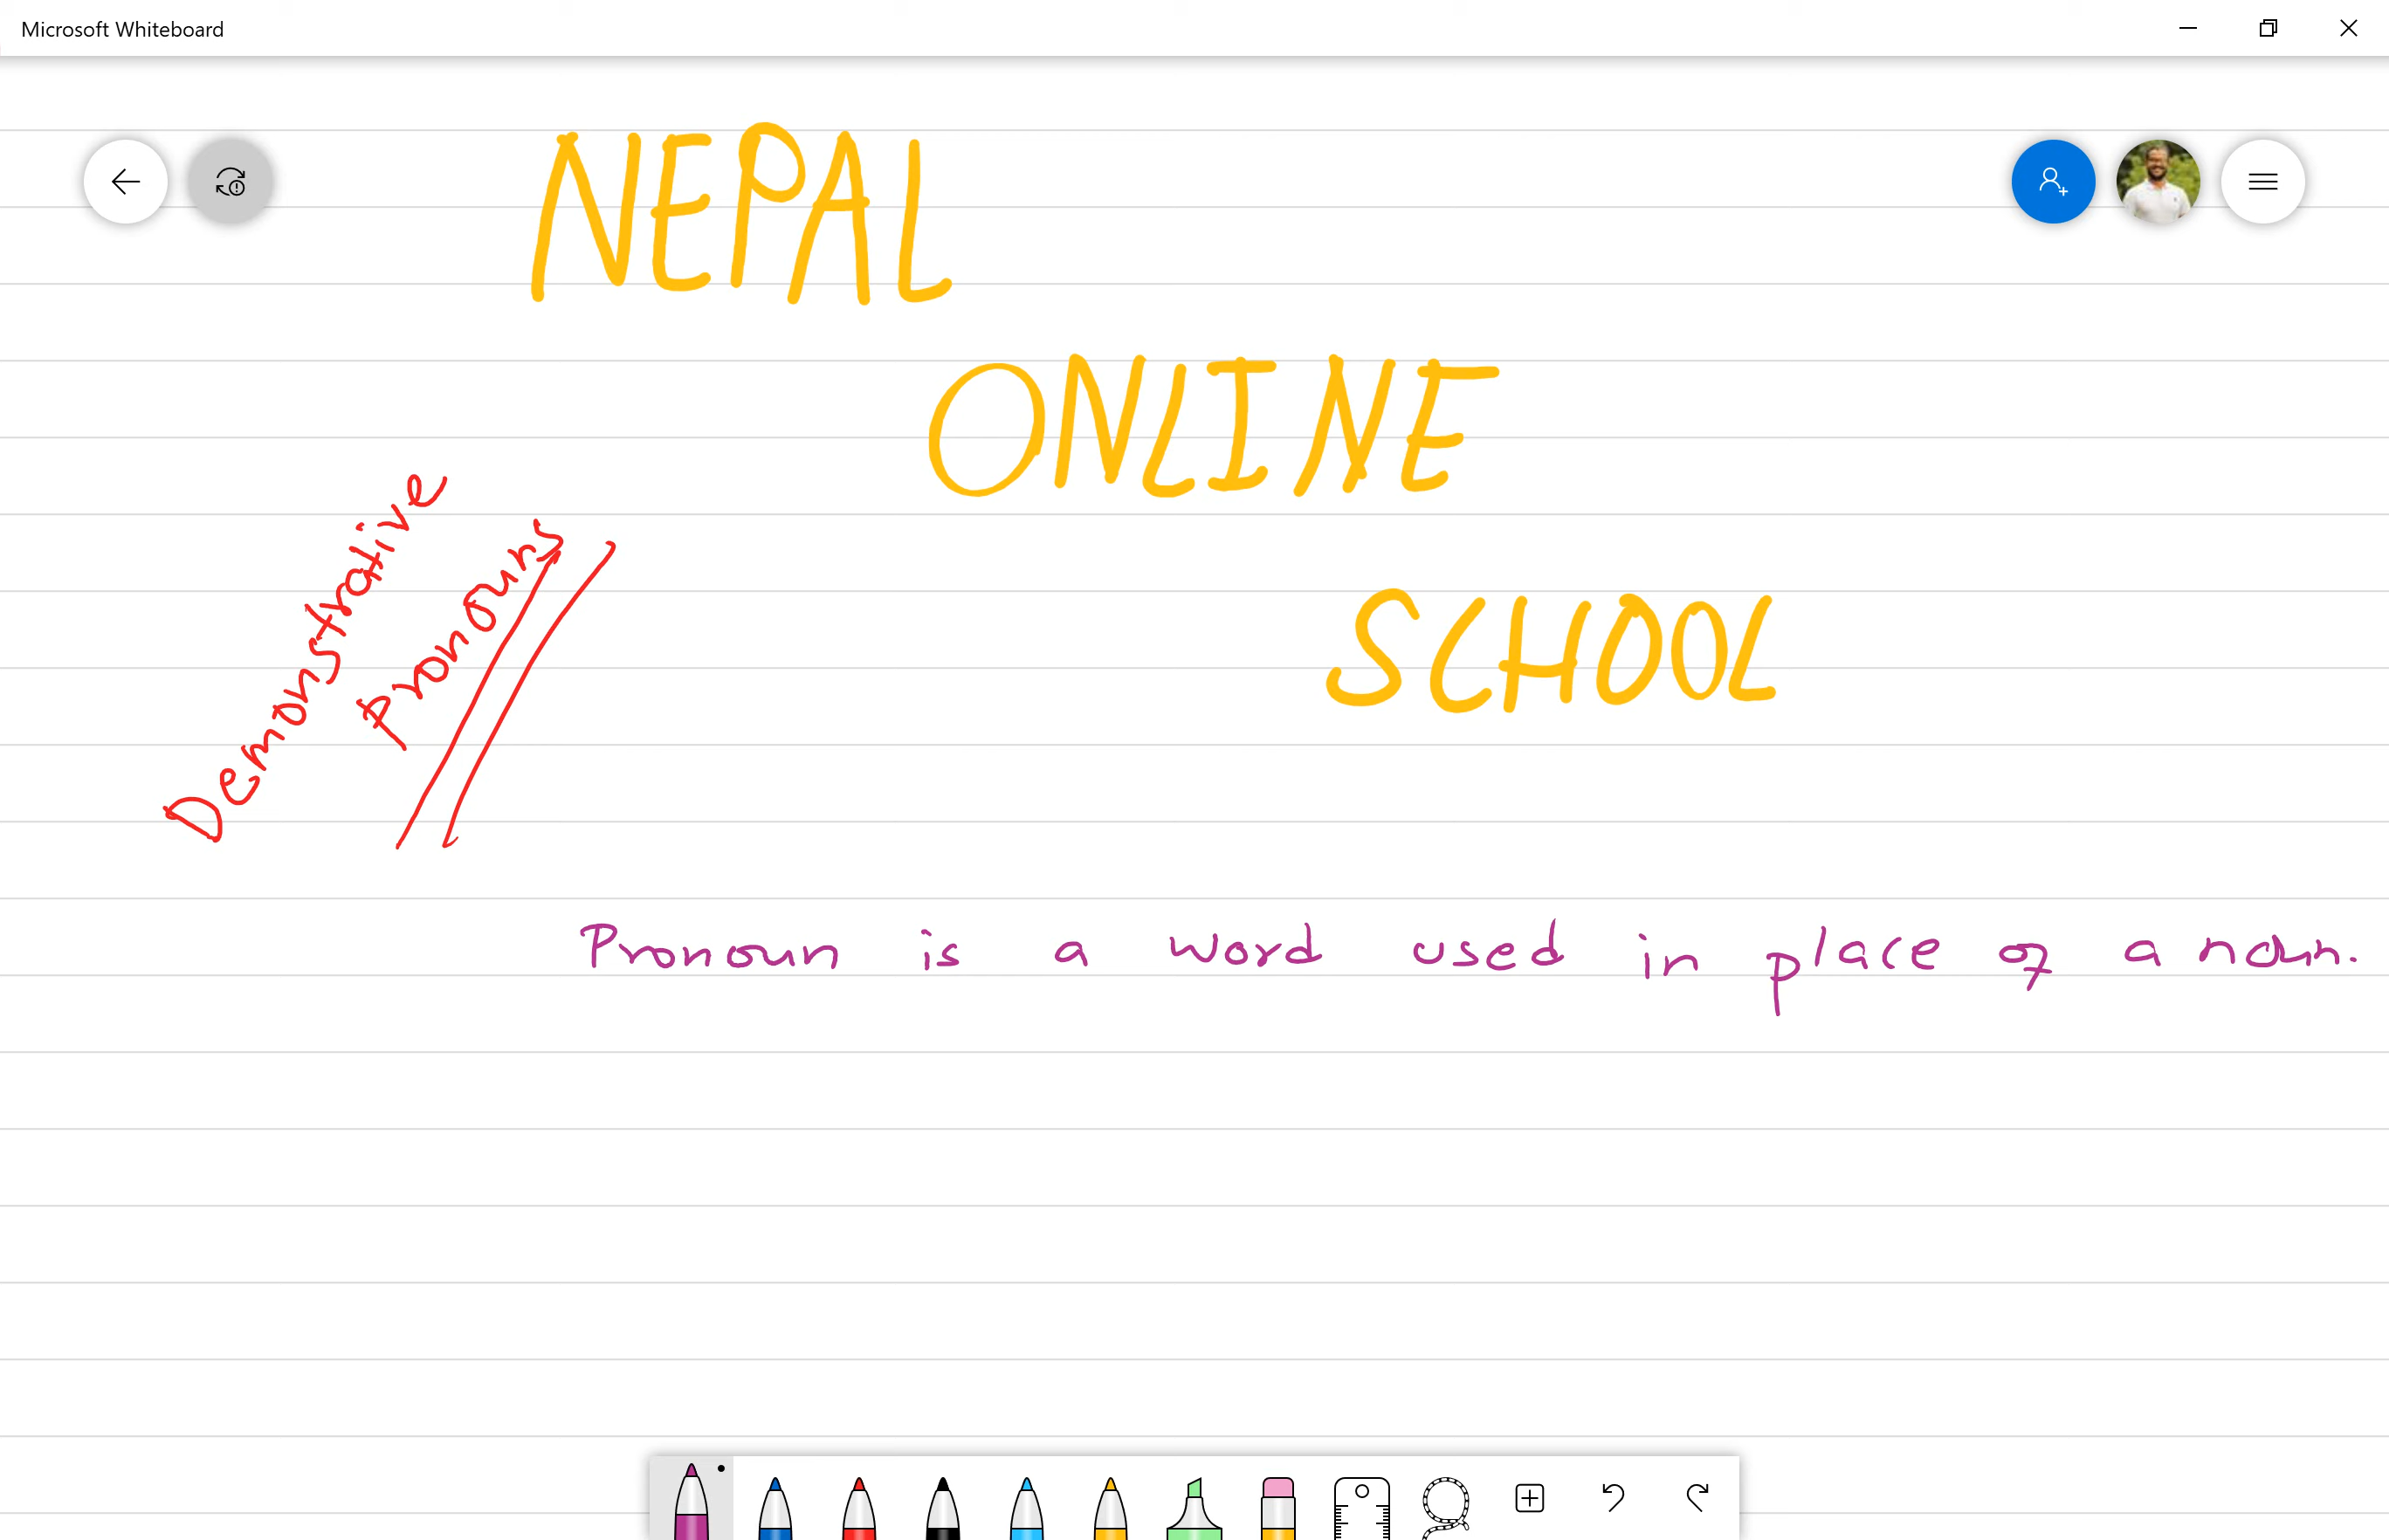 Microsoft Whiteboard
NEPAL
ONLINE
SCHOOL
Demonstrative
Pronouns
Pronoun is a word used in place of a noun.